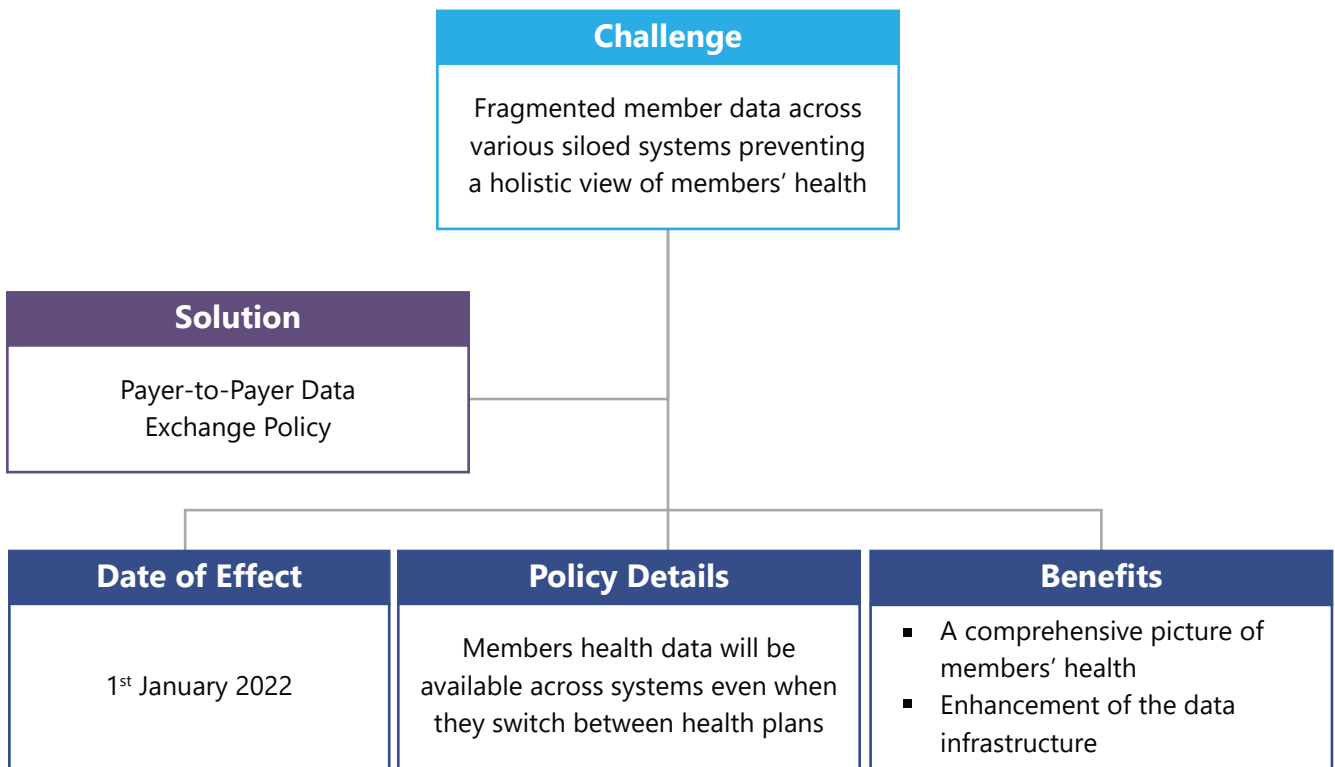 Challenge
Fragmented member data across
various siloed systems preventing
a holistic view of members’ health
Solution
Payer-to-Payer Data
Exchange Policy
Date of Effect
1st January 2022
Policy Details
Members health data will be
available across systems even when
they switch between health plans
Benefits
▪ A comprehensive picture of
members’ health
▪ Enhancement of the data
infrastructure